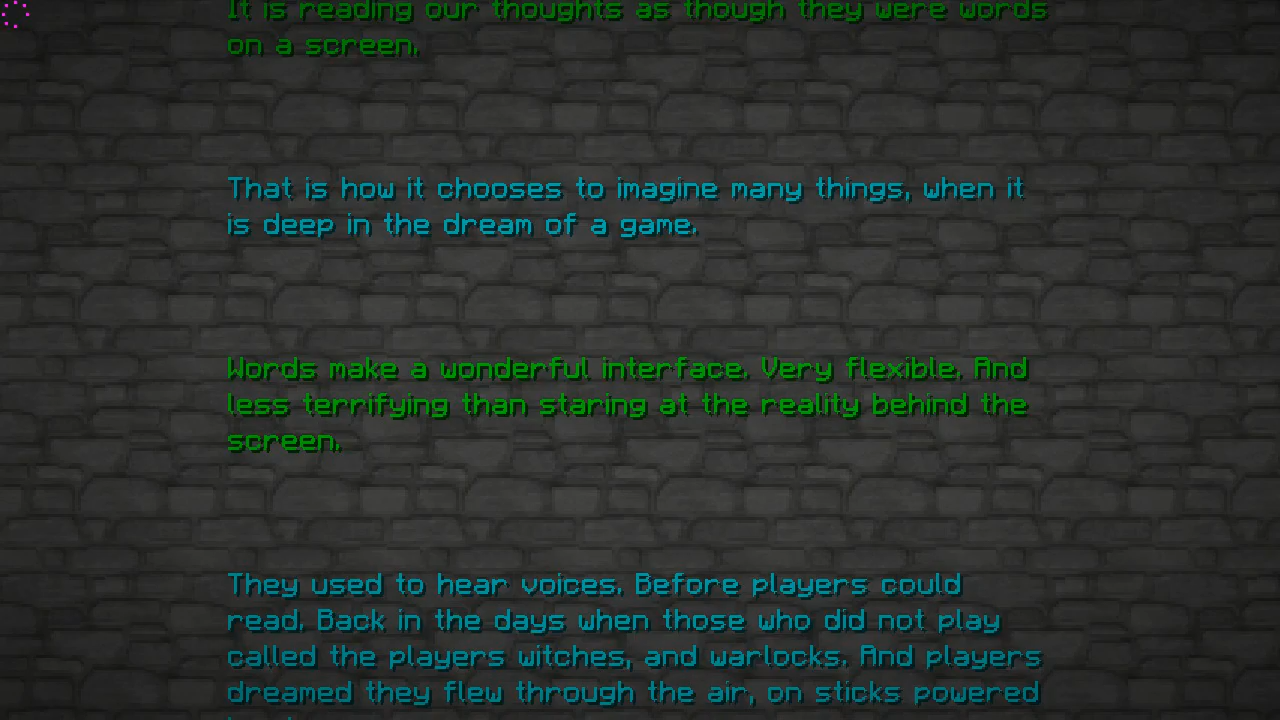 It is reading our thoughts as though they were words
on a screen.
That is how it chooses to imagine many things, when it
is deep in the dream of a game.
Words make a wonderful interface. Very flexible. And
less terrifying than staring at the reality behind the
screen.
They used to hear voices. Before players could
read. Back in the days when those who did not play
called the players witches, and warlocks. And players
dreamed they flew through the air, on sticks powered